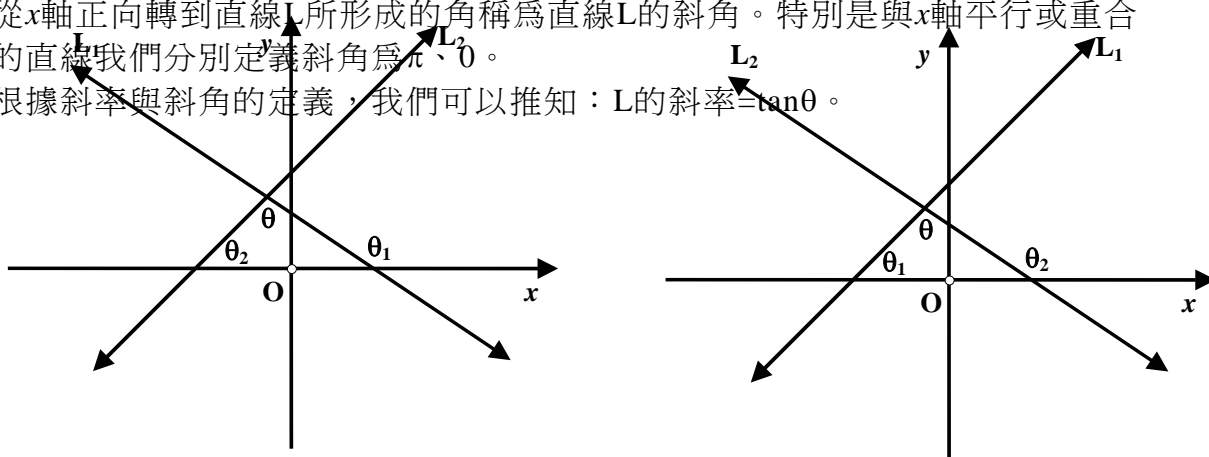 從x軸正向轉到直線L所形成的角稱為直線L的斜角。特別是與x軸平行或重合
的直線我們分別定義斜角為π、0。
根據斜率與斜角的定義，我們可以推知：L的斜率=tanθ。
L₁
y
L₂
θ
θ₂
θ₁
O
x
L₂
y
L₁
θ
θ₁
θ₂
O
x